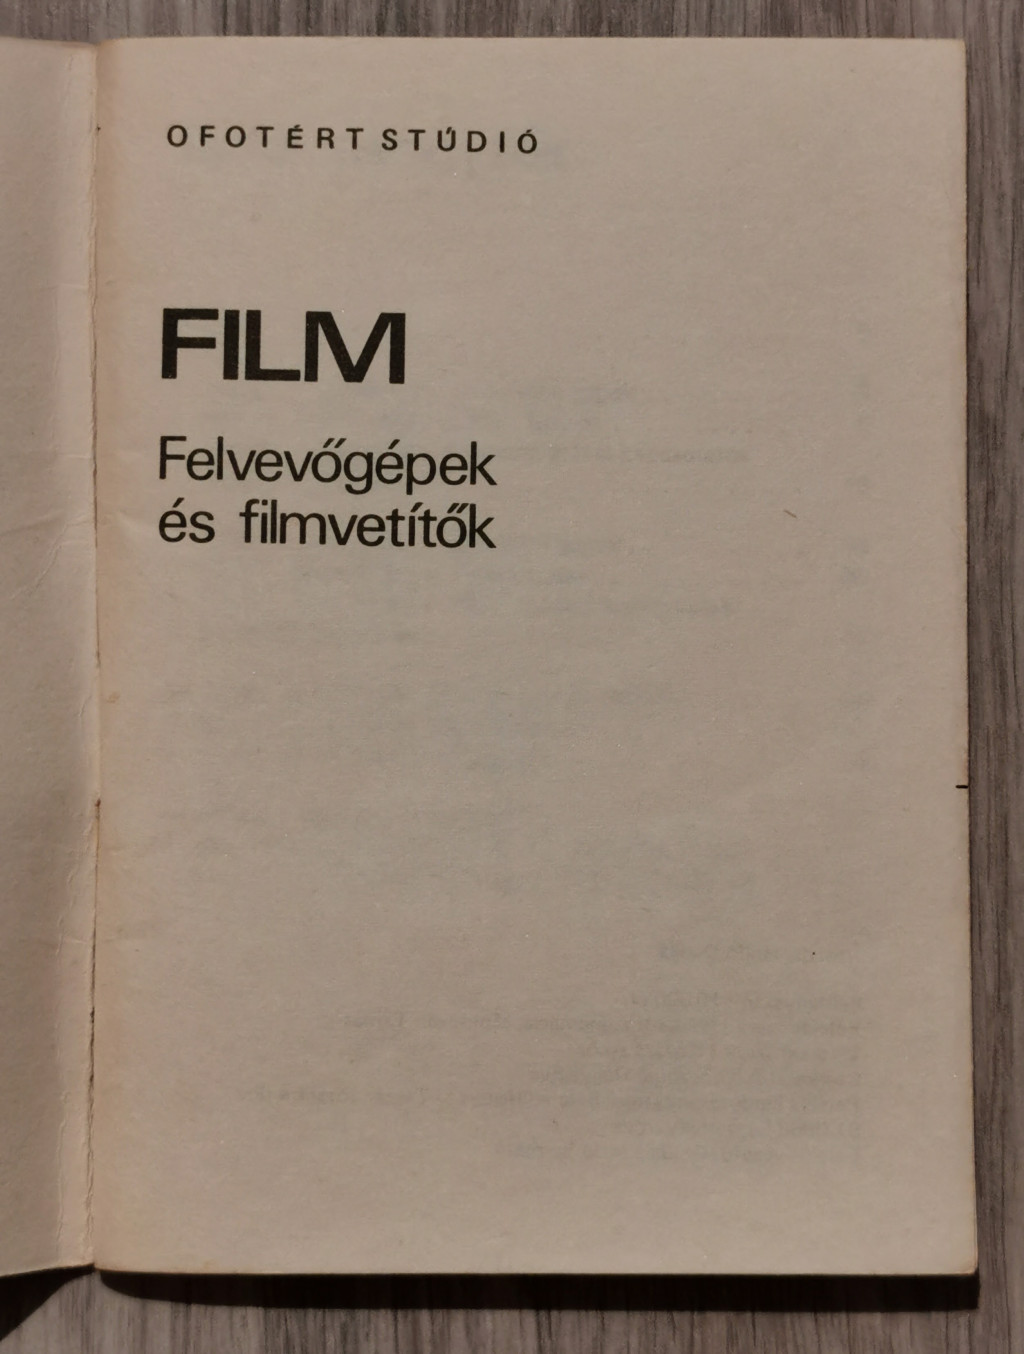 OFOTÉRT STÚDIÓ
FILM
Felvevőgépek
és filmvetítők